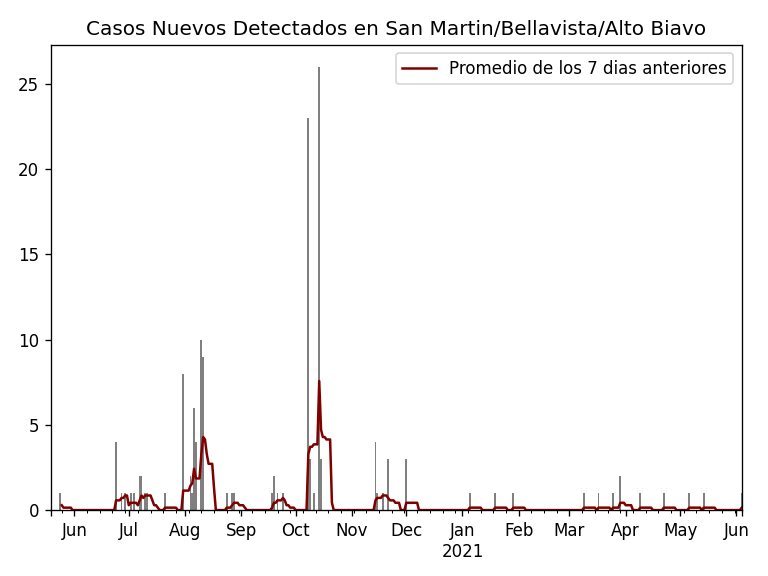 Casos Nuevos Detectados en San Martin/Bellavista/Alto Biavo
Promedio de los 7 dias anteriores
25
20
15
10
5
0
Jun Jul Aug Sep Oct Nov Dec Jan Feb Mar Apr May Jun
2021